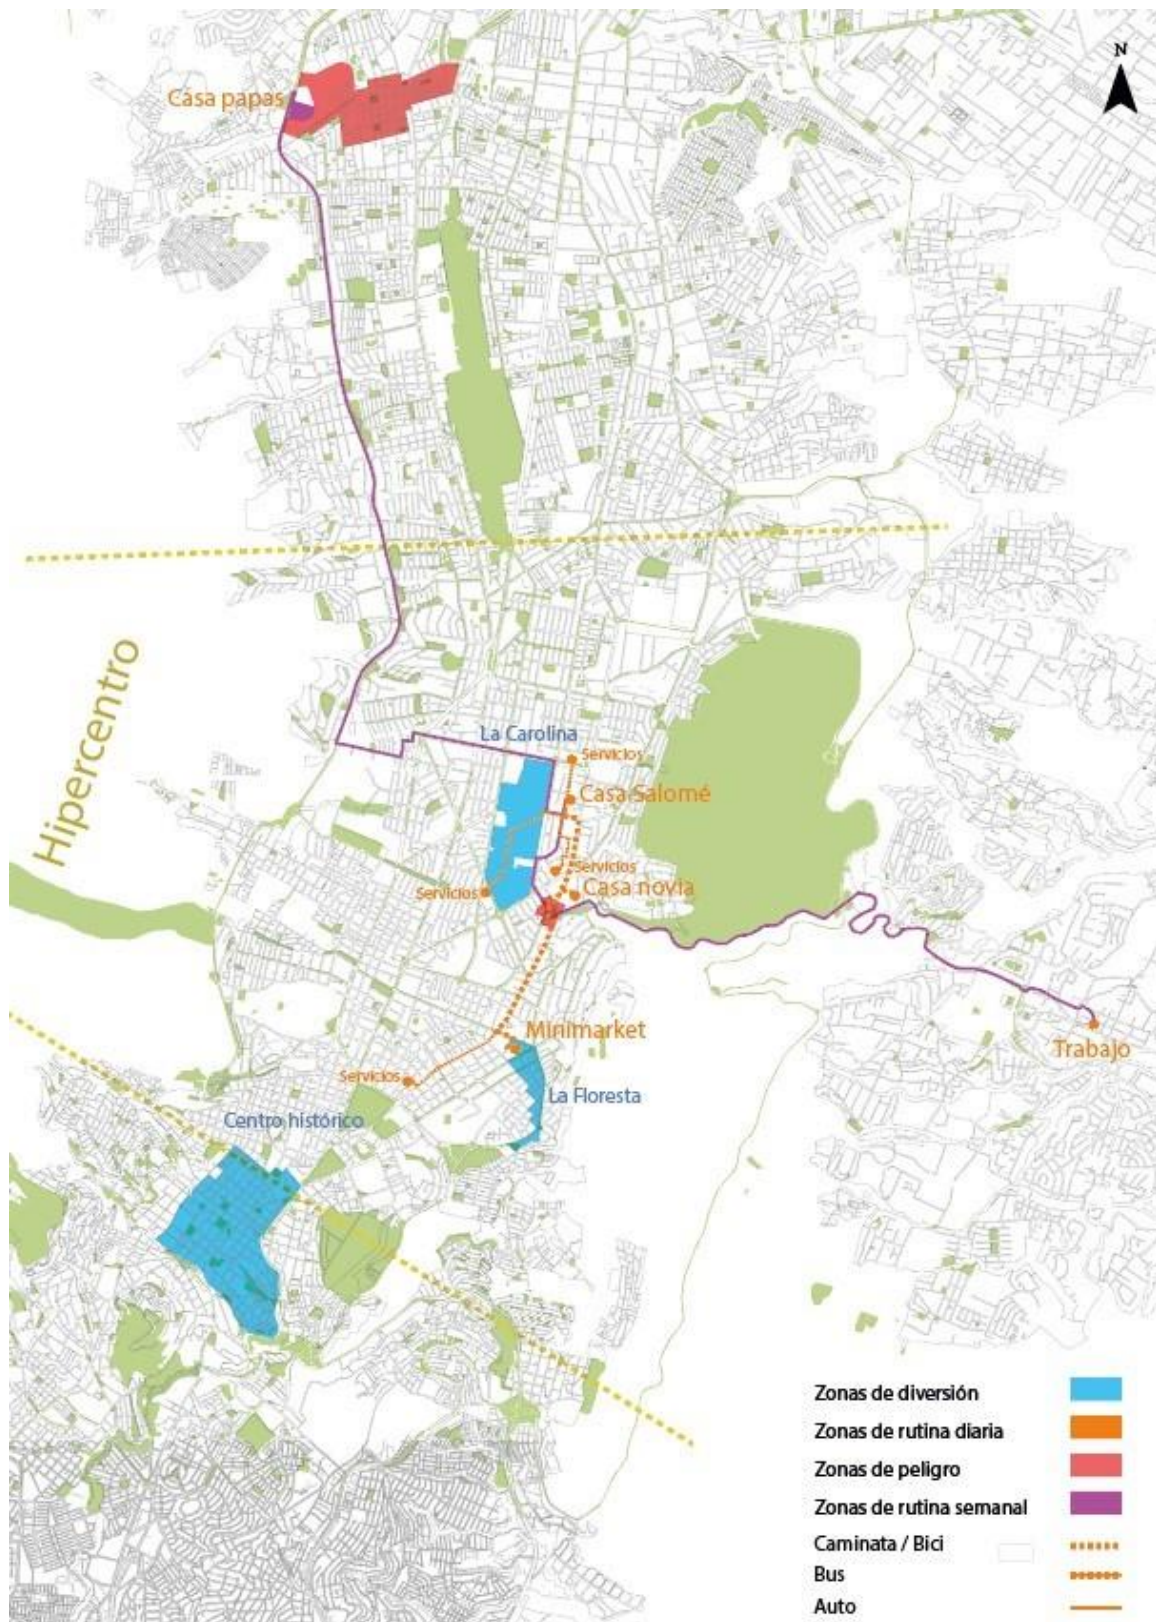 N
Casa papas
Hipercentro
La Carolina
Servicios
Casa Salomé
Servicios
Servicios
Casa novia
Minimarket
Trabajo
Servicios
La Floresta
Centro histórico
Zonas de diversión
Zonas de rutina diaria
Zonas de peligro
Zonas de rutina semanal
Caminata / Bici
Bus
Auto